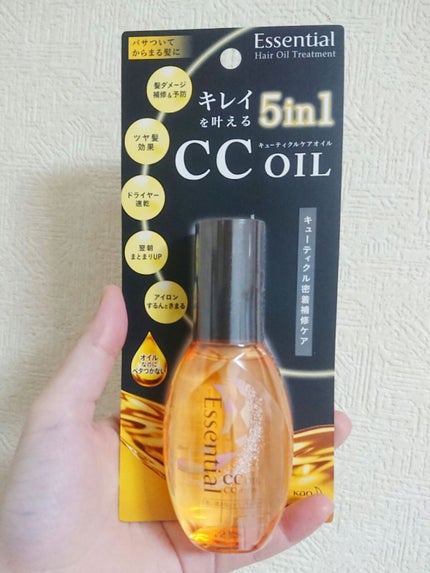 パサついて
からまる髪に
Essential
Hair Oil Treatment
髪ダメージ
補修&予防
キレイ
を叶える
5in1
ツヤ髪
効果
キューティクルケアオイル
CC OIL
ドライヤー
速乾
翌朝
まとまりUP
アイロン
するんときまる
オイル
なのに
ベタつかない
キューティクル密着補修ケア
Essential
CC
Kao